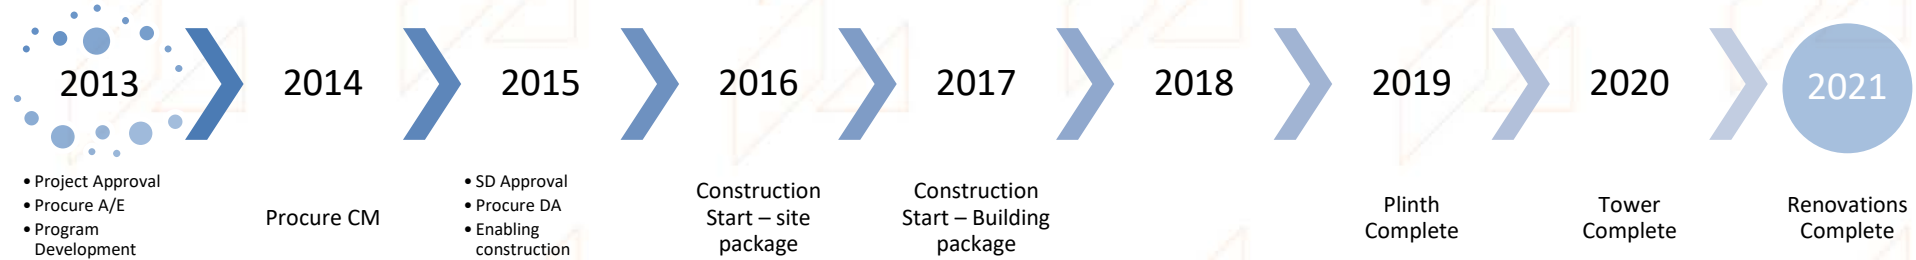 2013
2014
2015
2016
2017
2018
2019
2020
2021
• Project Approval
• Procure A/E
• Program
Development
Procure CM
• SD Approval
• Procure DA
• Enabling
construction
Construction
Start – site
package
Construction
Start – Building
package
Plinth
Complete
Tower
Complete
Renovations
Complete